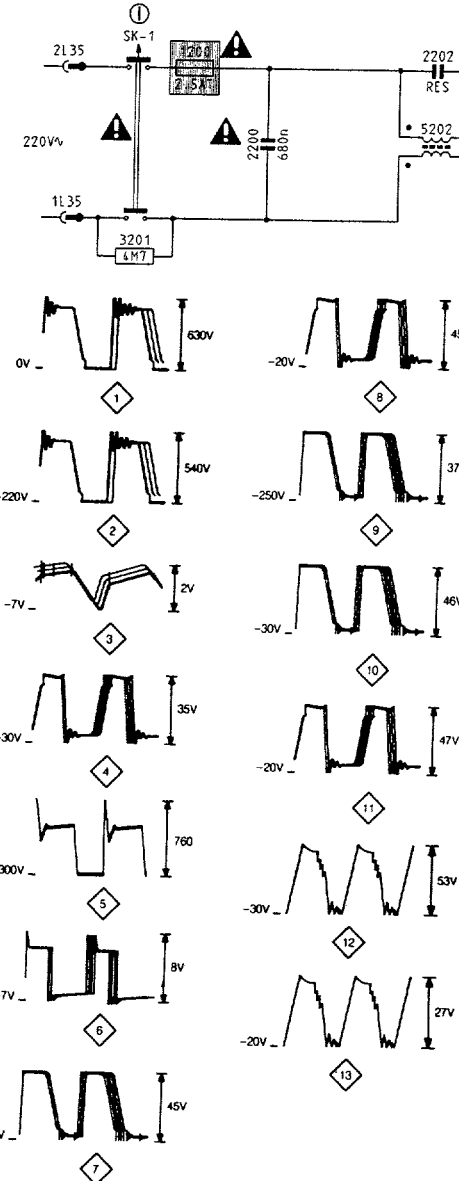 1
SK-1
2L35
1200
2.5AT
2202
RES
220V~
2200
680n
5202
1L35
3201
4M7
630V
0V
1
-20V
8
540V
-220V
2
-250V
9
2V
-7V
3
46V
-30V
10
35V
-30V
4
47V
-20V
11
760
300V
5
53V
-30V
12
8V
7V
6
27V
-20V
13
45V
7